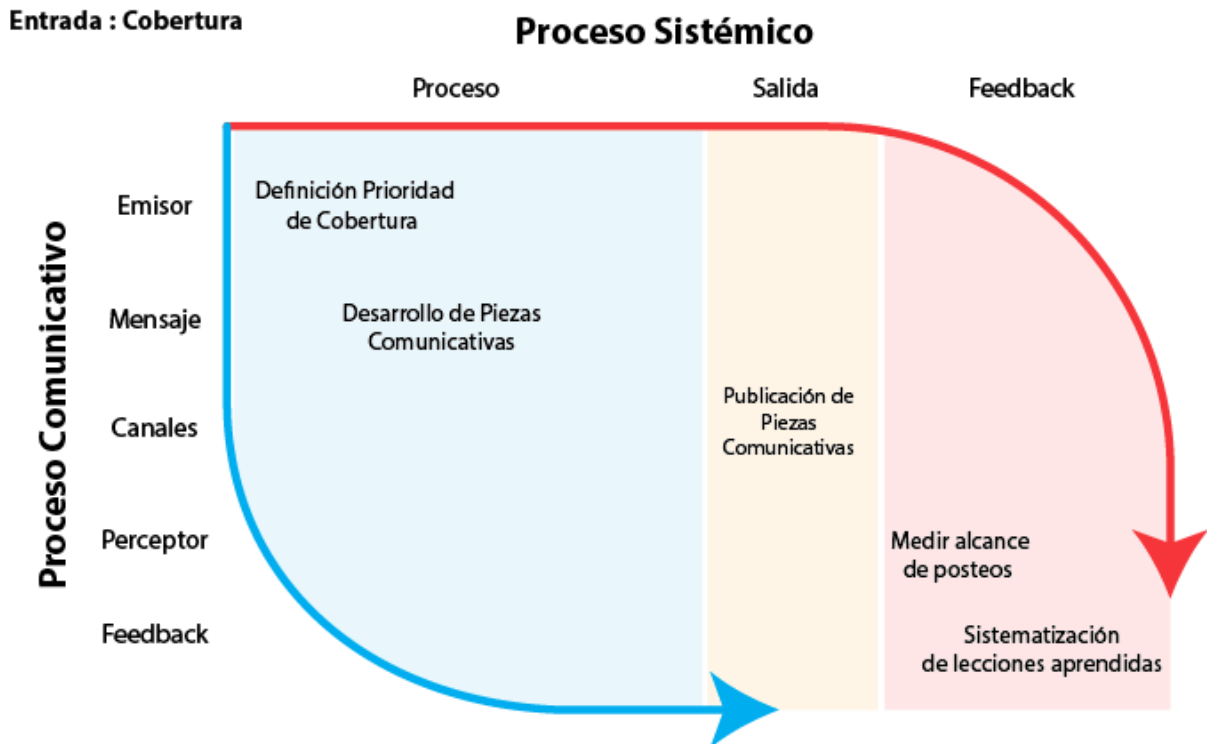 Entrada : Cobertura
Proceso Sistémico
Proceso
Salida
Feedback
Proceso Comunicativo
Emisor
Definición Prioridad
de Cobertura
Mensaje
Desarrollo de Piezas
Comunicativas
Canales
Publicación de
Piezas
Comunicativas
Perceptor
Medir alcance
de posteos
Feedback
Sistematización
de lecciones aprendidas